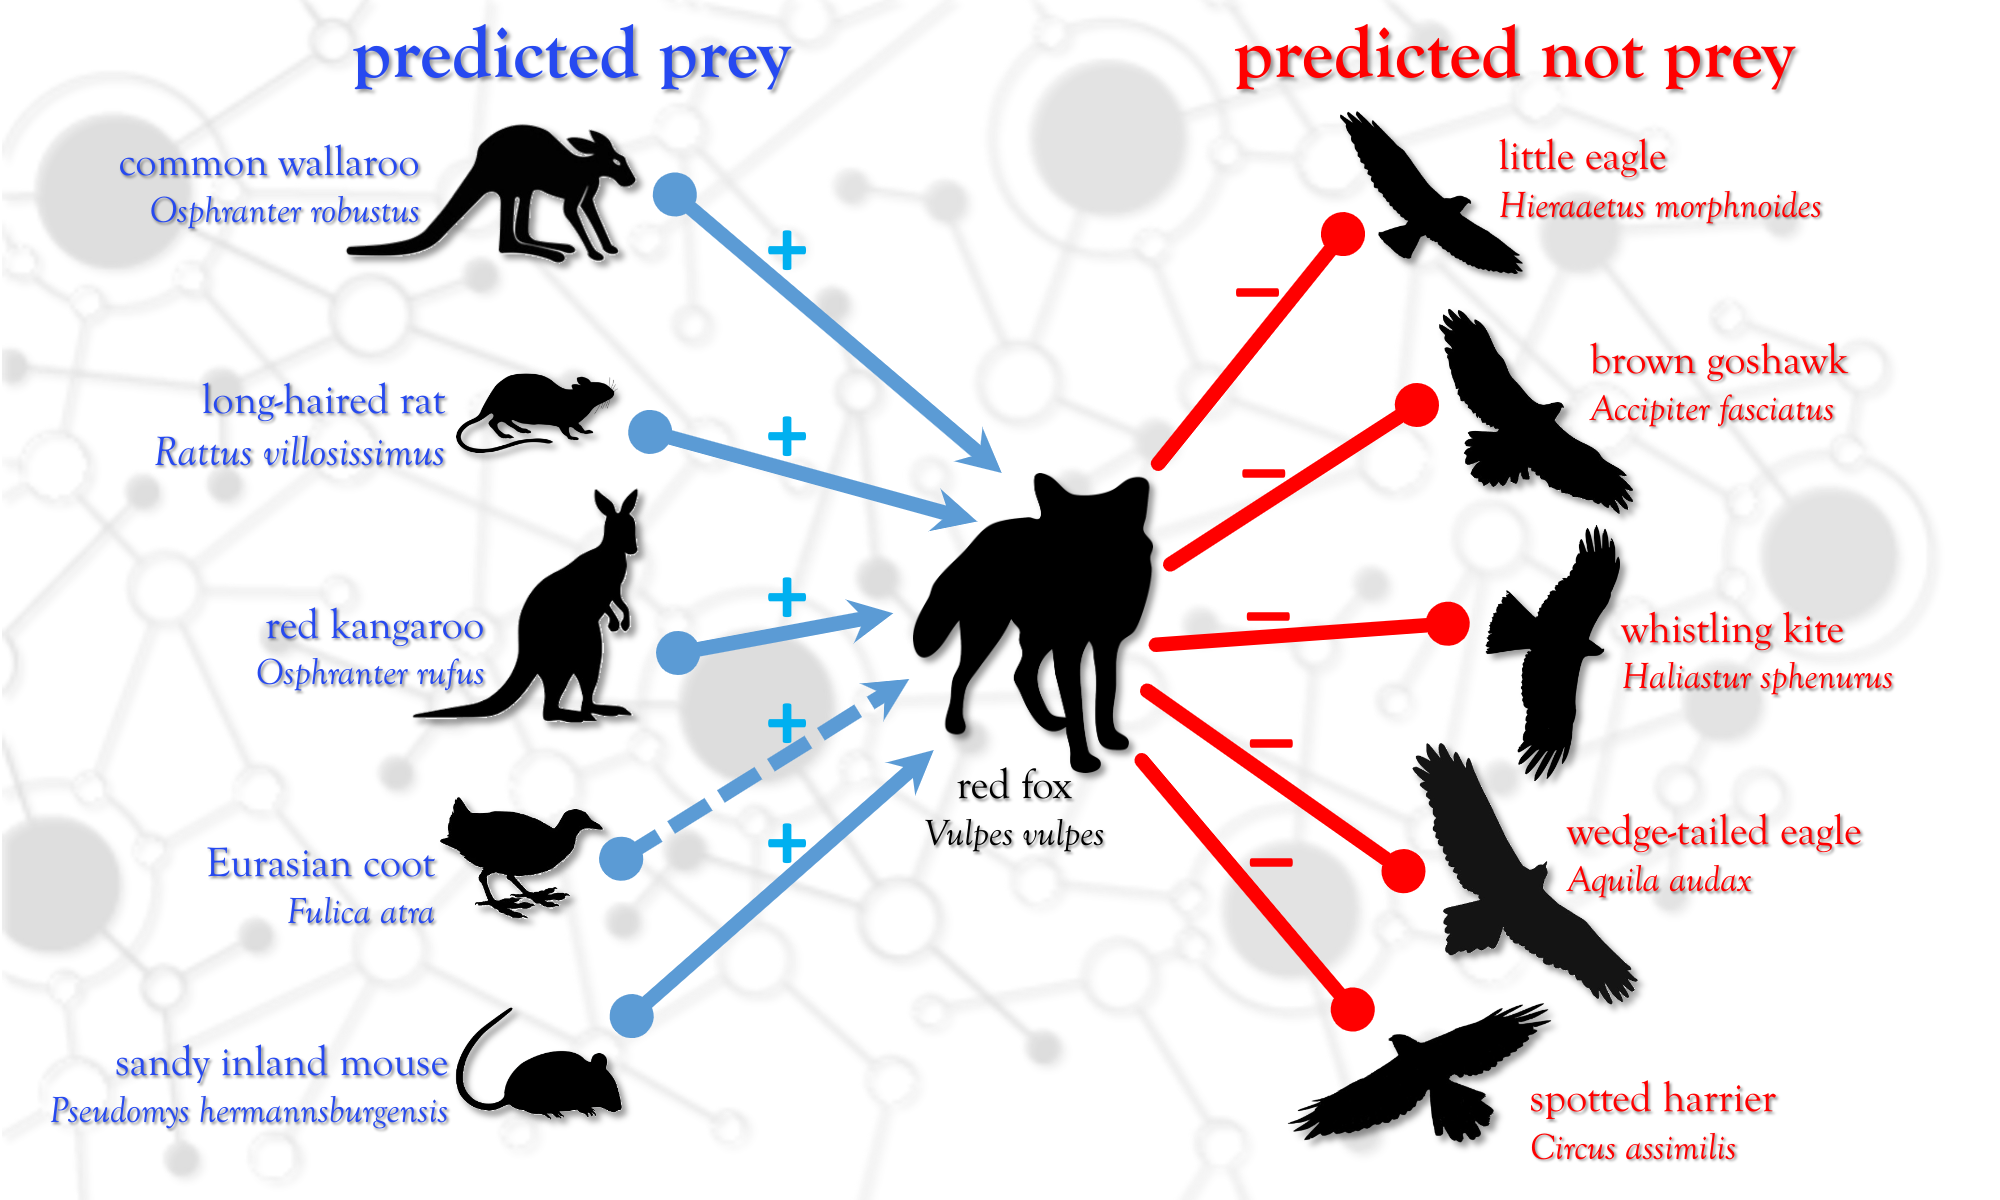 predicted prey
predicted not prey
common wallaroo
Osphranter robustus
long-haired rat
Rattus villosissimus
red kangaroo
Osphranter rufus
Eurasian coot
Fulica atra
sandy inland mouse
Pseudomys hermannsburgensis
+
+
+
+
+
red fox
Vulpes vulpes
–
–
–
–
–
little eagle
Hieraaetus morphnoides
brown goshawk
Accipiter fasciatus
whistling kite
Haliastur sphenurus
wedge-tailed eagle
Aquila audax
spotted harrier
Circus assimilis